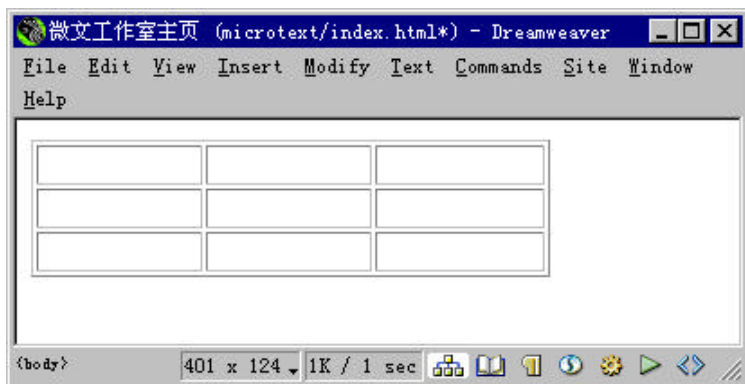 微文工作室主页 (microtext/index.html*) - Dreamweaver
File Edit View Insert Modify Text Commands Site Window
Help
<body> 401 x 124 1K / 1 sec